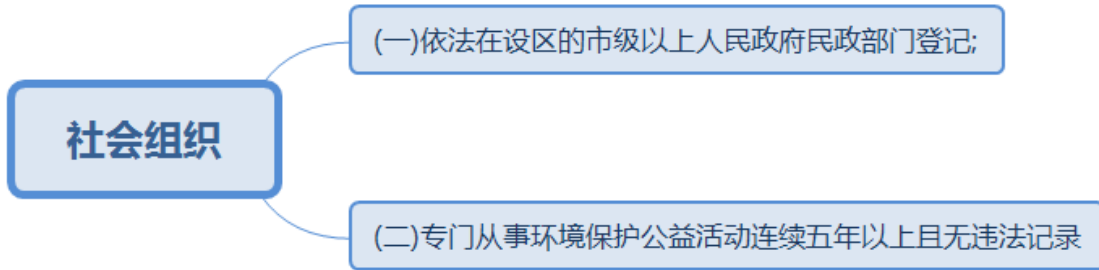 (一)依法在设区的市级以上人民政府民政部门登记;
社会组织
(二)专门从事环境保护公益活动连续五年以上且无违法记录